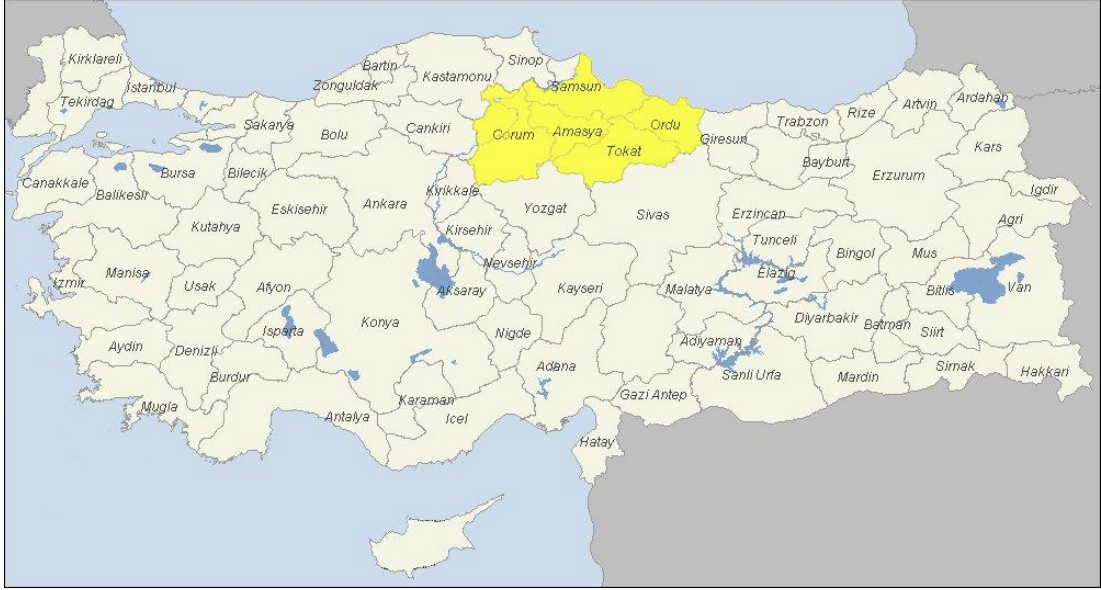 Kirklareli
Tekirdag
Istanbul
Bartin
Zonguldak
Kastamonu
Sinop
Samsun
Sakarya
Bolu
Cankiri
Corum
Amasya
Ordu
Tokat
Giresun
Trabzon
Rize
Artvin
Ardahan
Kars
Bayburt
Erzurum
Igdir
Agri
Canakkale
Balikesir
Bursa
Bilecik
Eskisehir
Ankara
Kirikkale
Yozgat
Sivas
Erzincan
Tunceli
Bingol
Mus
Kutahya
Kirsehir
Nevsehir
Kayseri
Malatya
Elazig
Bitlis
Van
Manisa
Izmir
Usak
Afyon
Aksaray
Konya
Isparta
Nigde
Diyarbakir
Batman
Siirt
Adiyaman
Aydin
Denizli
Burdur
Adana
Sanli Urfa
Mardin
Sirnak
Hakkari
Mugla
Antalya
Karaman
Icel
Gazi Antep
Hatay